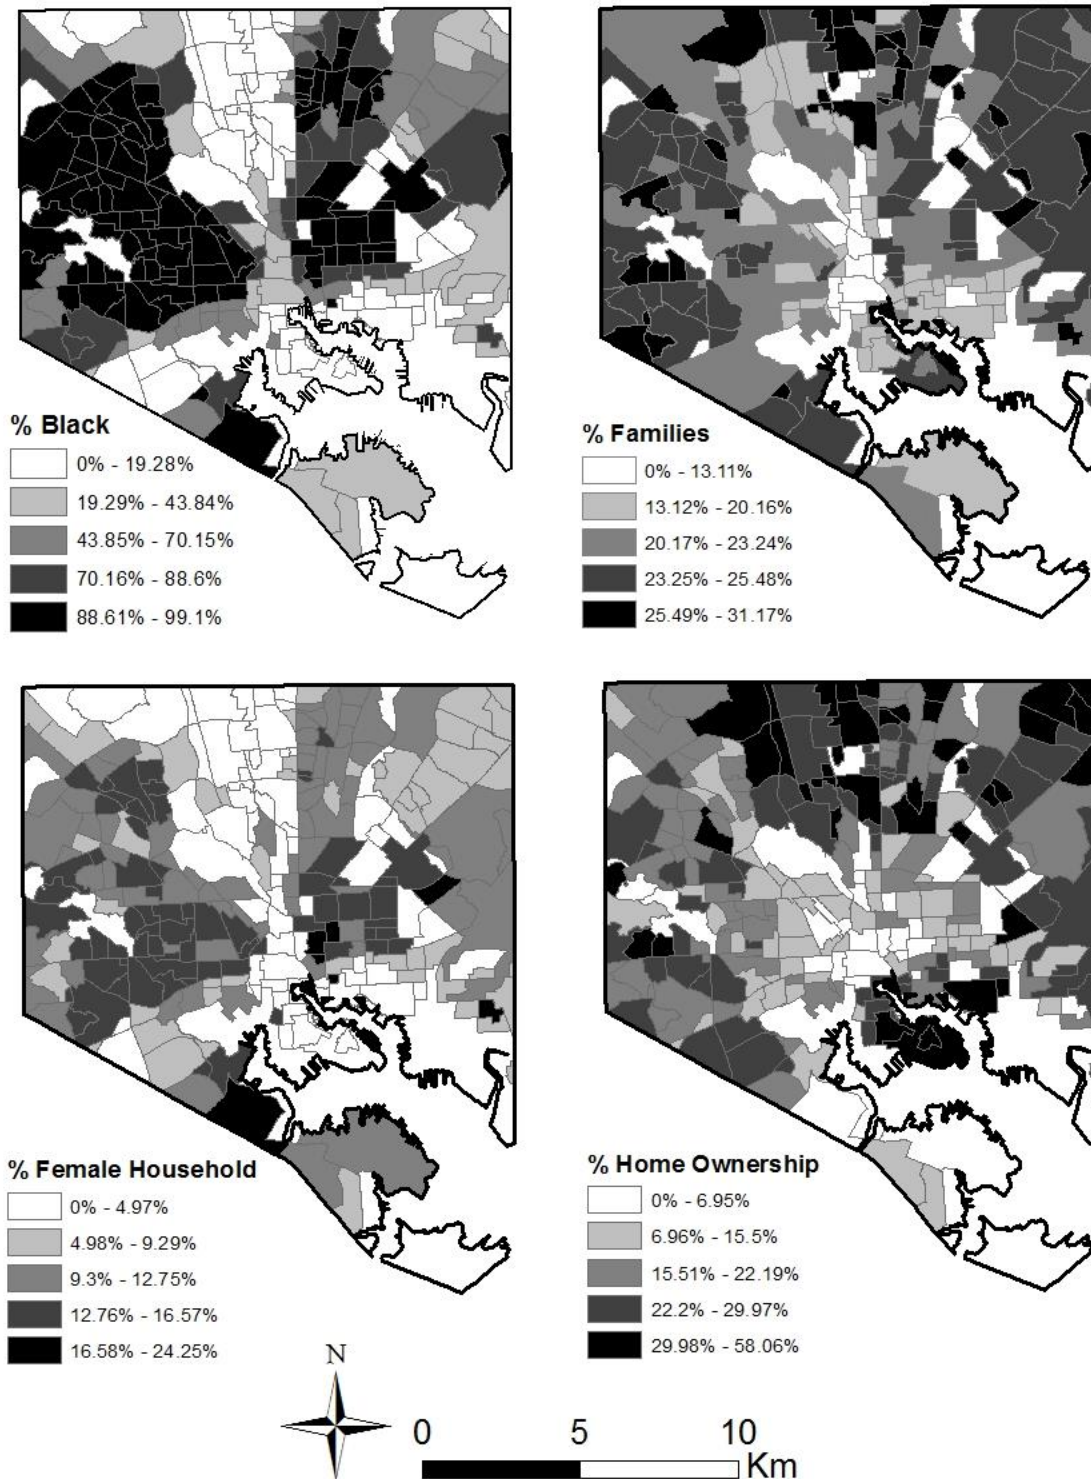 % Black
0% - 19.28%
19.29% - 43.84%
43.85% - 70.15%
70.16% - 88.6%
88.61% - 99.1%
% Families
0% - 13.11%
13.12% - 20.16%
20.17% - 23.24%
23.25% - 25.48%
25.49% - 31.17%
% Female Household
0% - 4.97%
4.98% - 9.29%
9.3% - 12.75%
12.76% - 16.57%
16.58% - 24.25%
% Home Ownership
0% - 6.95%
6.96% - 15.5%
15.51% - 22.19%
22.2% - 29.97%
29.98% - 58.06%
N
0 5 10
Km